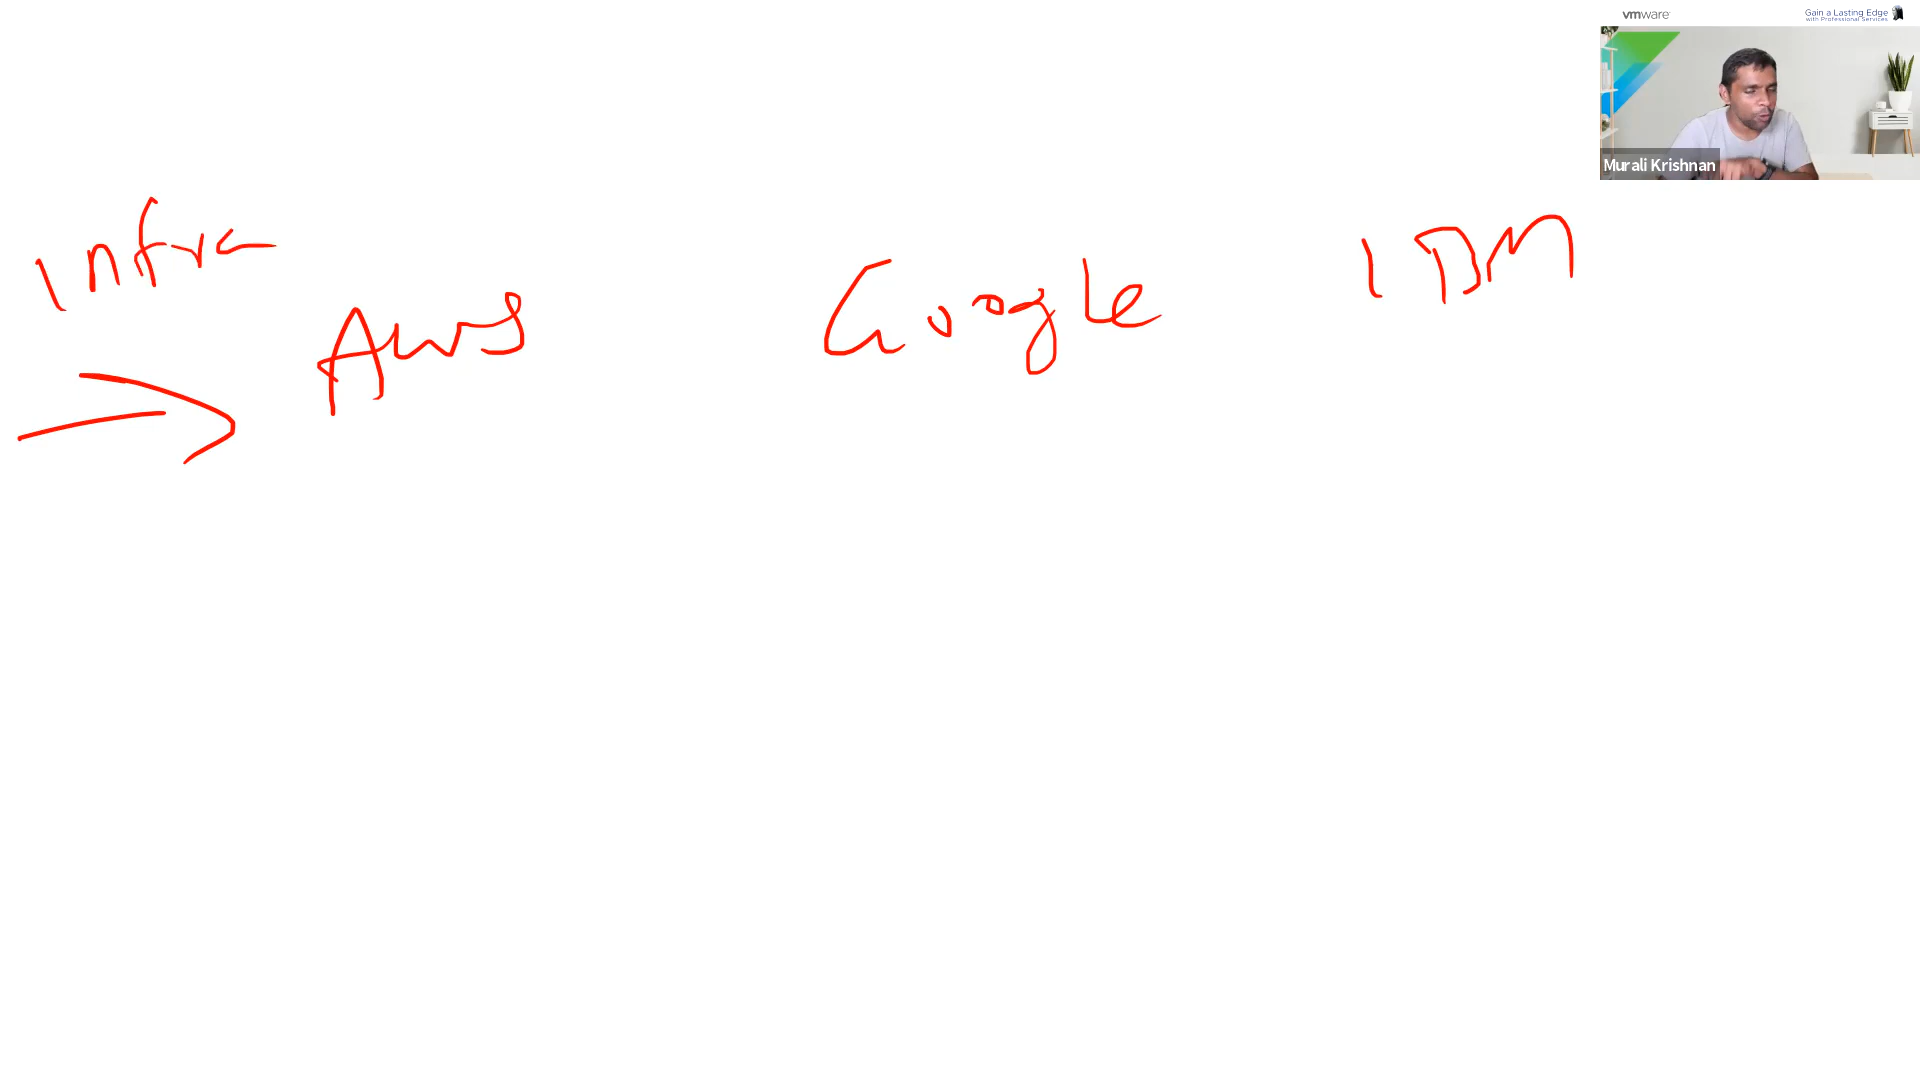 vmware
Gain a Lasting Edge
with Professional Services
Murali Krishnan
Infra
AWS
Google
IBM